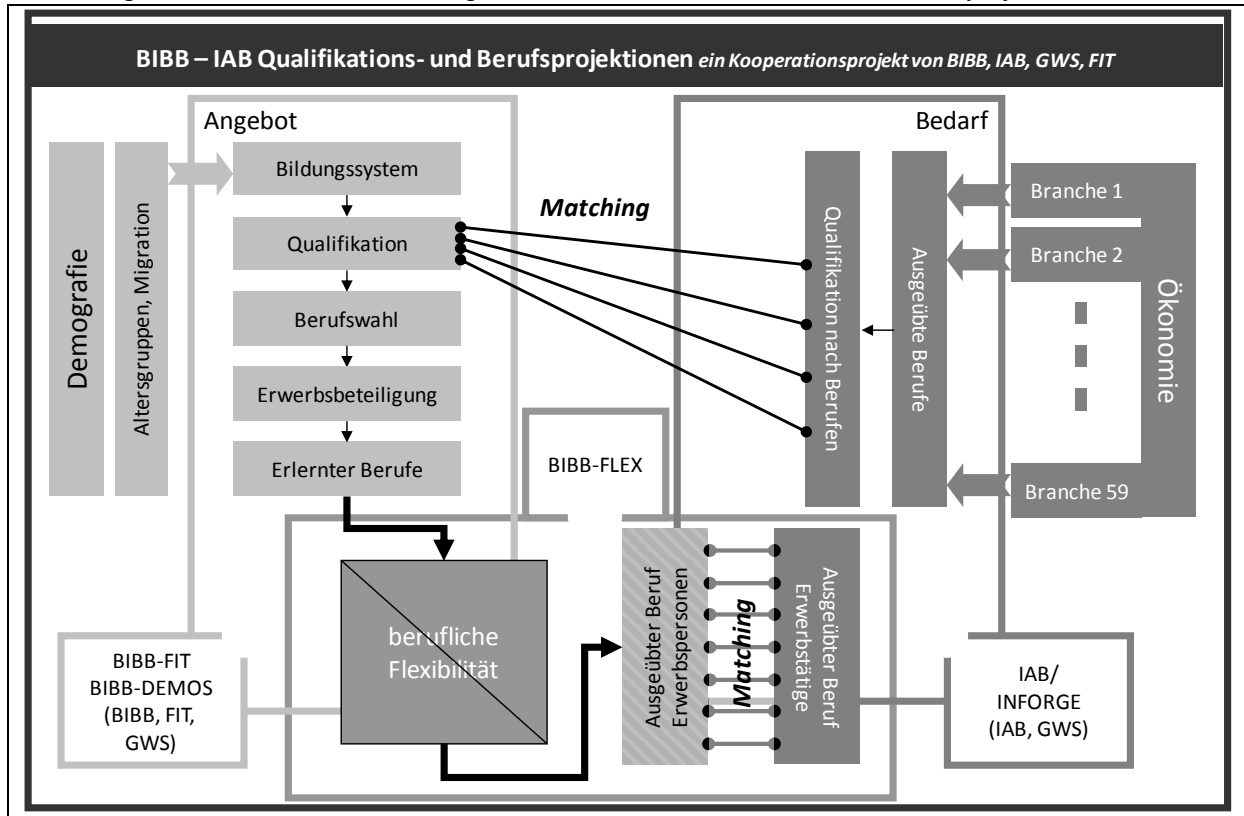 BIBB – IAB Qualifikations- und Berufsprojektionen ein Kooperationsprojekt von BIBB, IAB, GWS, FIT
Angebot
Bedarf
Demografie
Altersgruppen, Migration
Bildungssystem
Qualifikation
Berufswahl
Erwerbsbeteiligung
Erlernter Berufe
Matching
Qualifikation nach Berufen
Ausgeübte Berufe
Branche 1
Branche 2
Branche 59
Ökonomie
BIBB-FLEX
berufliche
Flexibilität
Ausgeübter Beruf
Erwerbspersonen
Matching
Ausgeübter Beruf
Erwerbstätige
BIBB-FIT
BIBB-DEMOS
(BIBB, FIT,
GWS)
IAB/
INFORGE
(IAB, GWS)